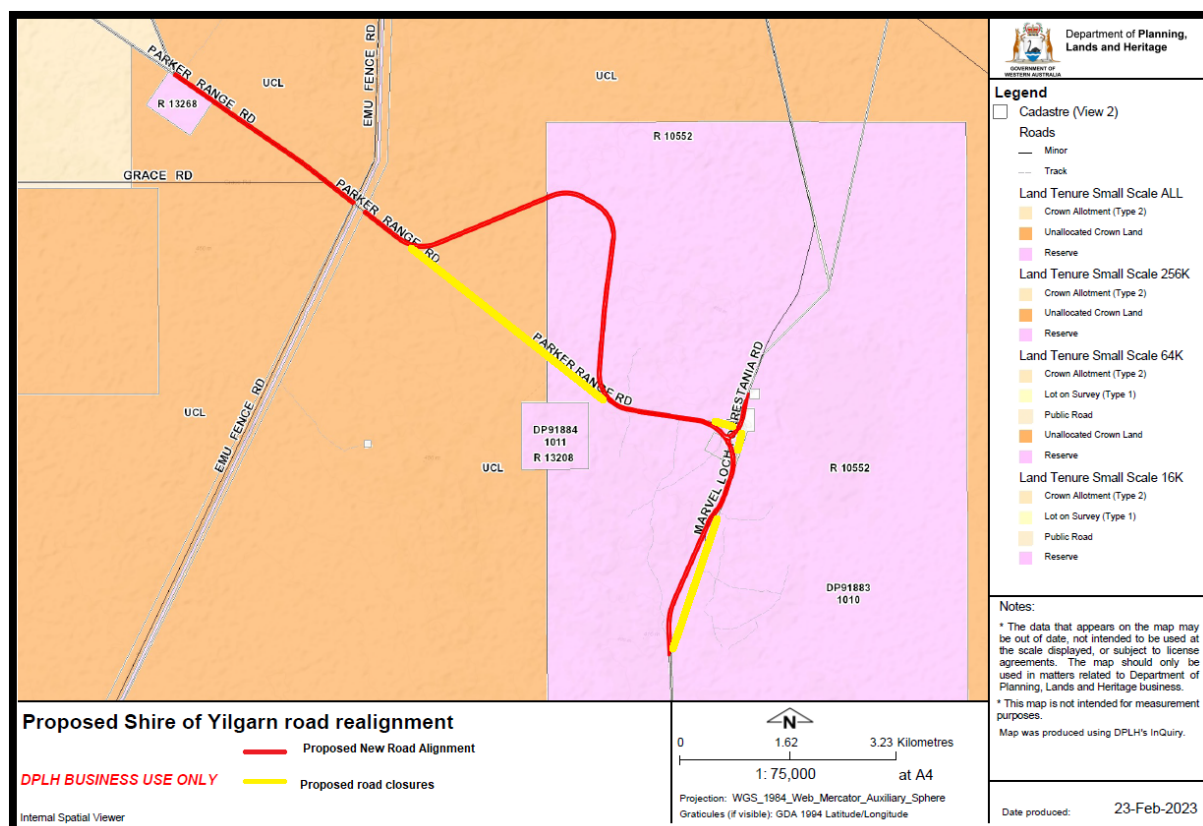 PARKER RANGE RD
R 13268
UCL
EMU FENCE RD
UCL
R 10552
GRACE RD
PARKER RANGE RD
PARKER RANGE RD
UCL
EMU FENCE RD
DP91884
1011
R 13208
UCL
MARVEL LOCH
RESTANIA RD
R 10552
DP91883
1010
GOVERNMENT OF
WESTERN AUSTRALIA
Department of Planning,
Lands and Heritage
Legend
Cadastre (View 2)
Roads
Minor
Track
Land Tenure Small Scale ALL
Crown Allotment (Type 2)
Unallocated Crown Land
Reserve
Land Tenure Small Scale 256K
Crown Allotment (Type 2)
Unallocated Crown Land
Reserve
Land Tenure Small Scale 64K
Crown Allotment (Type 2)
Lot on Survey (Type 1)
Public Road
Unallocated Crown Land
Reserve
Land Tenure Small Scale 16K
Crown Allotment (Type 2)
Lot on Survey (Type 1)
Public Road
Reserve
Notes:
* The data that appears on the map may
be out of date, not intended to be used at
the scale displayed, or subject to license
agreements. The map should only be
used in matters related to Department of
Planning, Lands and Heritage business.
* This map is not intended for measurement
purposes.
Map was produced using DPLH's InQuiry.
Date produced: 23-Feb-2023
Proposed Shire of Yilgarn road realignment
Proposed New Road Alignment
DPLH BUSINESS USE ONLY
Proposed road closures
Internal Spatial Viewer
N
0 1.62 3.23 Kilometres
1: 75,000 at A4
Projection: WGS_1984_Web_Mercator_Auxiliary_Sphere
Graticules (if visible): GDA 1994 Latitude/Longitude